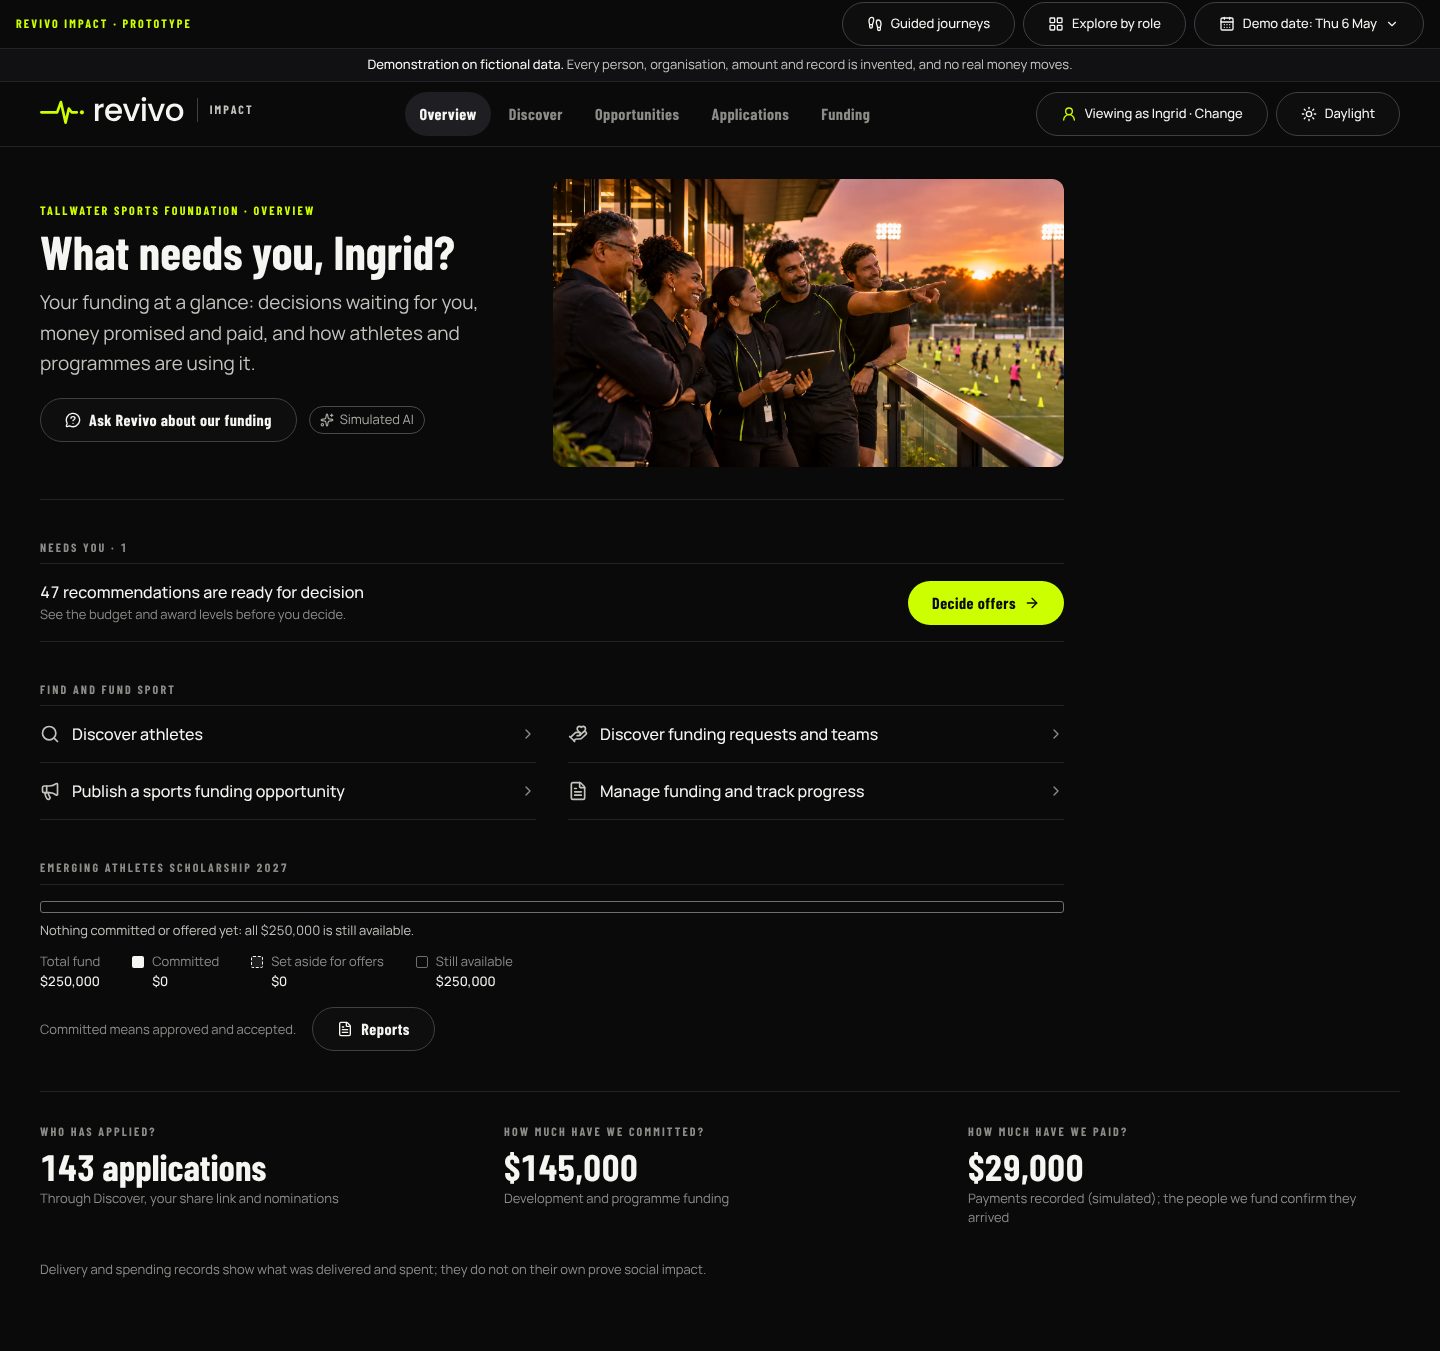 REVIVO IMPACT · PROTOTYPE
Guided journeys
Explore by role
Demo date: Thu 6 May
Demonstration on fictional data. Every person, organisation, amount and record is invented, and no real money moves.
revivo
IMPACT
Overview
Discover
Opportunities
Applications
Funding
Viewing as Ingrid · Change
Daylight
TALLWATER SPORTS FOUNDATION · OVERVIEW
What needs you, Ingrid?
Your funding at a glance: decisions waiting for you,
money promised and paid, and how athletes and
programmes are using it.
Ask Revivo about our funding
Simulated AI
NEEDS YOU · 1
47 recommendations are ready for decision
See the budget and award levels before you decide.
Decide offers
FIND AND FUND SPORT
Discover athletes
Discover funding requests and teams
Publish a sports funding opportunity
Manage funding and track progress
EMERGING ATHLETES SCHOLARSHIP 2027
Nothing committed or offered yet: all $250,000 is still available.
Total fund
$250,000
Committed
$0
Set aside for offers
$0
Still available
$250,000
Committed means approved and accepted.
Reports
WHO HAS APPLIED?
143 applications
Through Discover, your share link and nominations
HOW MUCH HAVE WE COMMITTED?
$145,000
Development and programme funding
HOW MUCH HAVE WE PAID?
$29,000
Payments recorded (simulated); the people we fund confirm they
arrived
Delivery and spending records show what was delivered and spent; they do not on their own prove social impact.